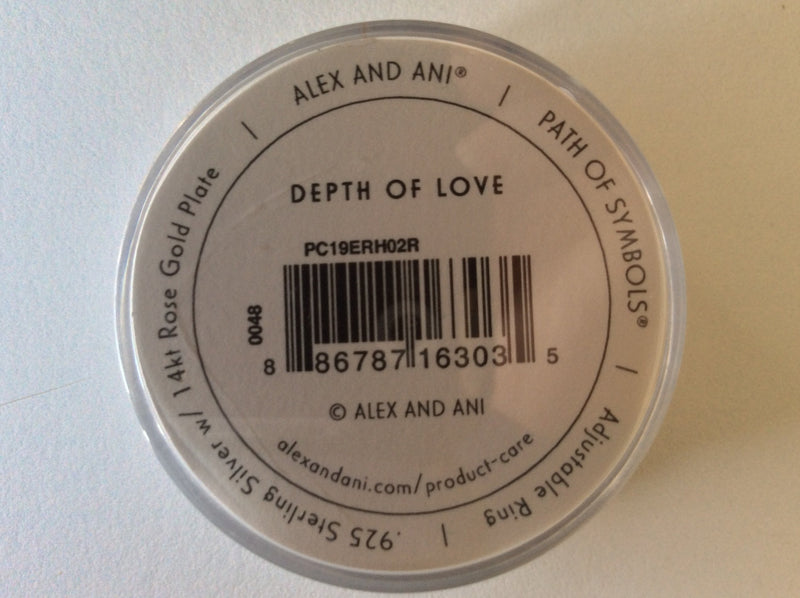 ALEX AND ANI® | PATH OF SYMBOLS® | Adjustable Ring | .925 Sterling Silver w/ 14kt Rose Gold Plate |
DEPTH OF LOVE
PC19ERH02R
0048
8 86787 16303 5
© ALEX AND ANI
alexandani.com/product-care